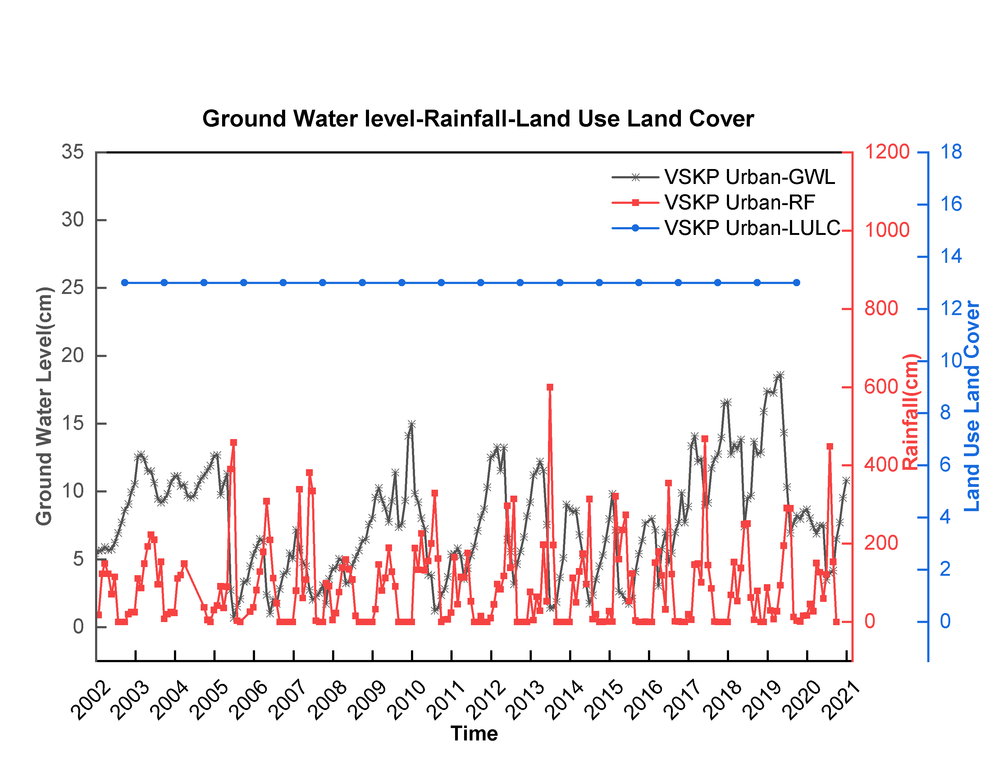 Ground Water level-Rainfall-Land Use Land Cover
VSKP Urban-GWL
VSKP Urban-RF
VSKP Urban-LULC
Ground Water Level(cm)
35
30
25
20
15
10
5
0
1200
1000
800
600
400
200
0
Rainfall(cm)
18
16
14
12
10
8
6
4
2
0
Land Use Land Cover
2002 2003 2004 2005 2006 2007 2008 2009 2010 2011 2012 2013 2014 2015 2016 2017 2018 2019 2020 2021
Time